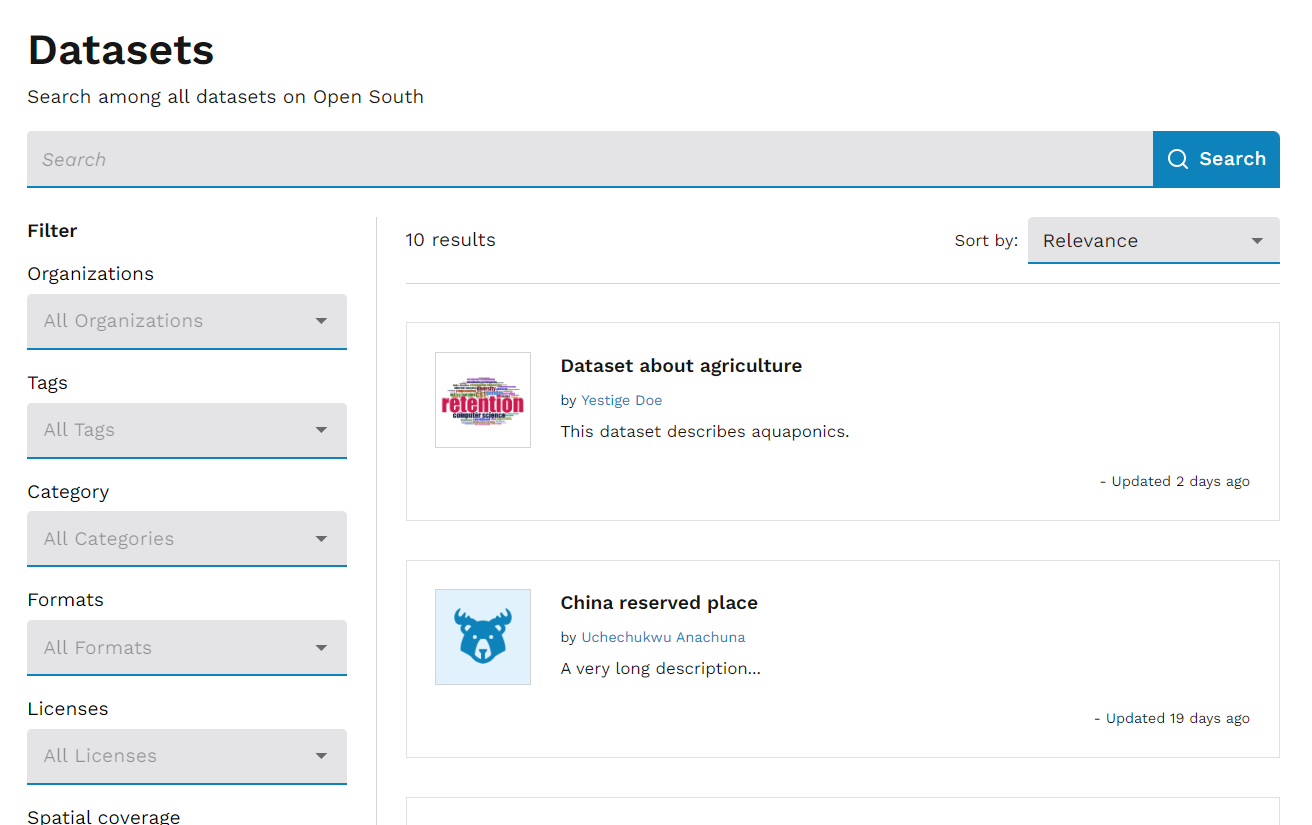 Datasets
Search among all datasets on Open South
Search
Search
Filter
Organizations
All Organizations
Tags
All Tags
Category
All Categories
Formats
All Formats
Licenses
All Licenses
Spatial coverage
10 results
Sort by:
Relevance
retention
computer science
Dataset about agriculture
by Yestige Doe
This dataset describes aquaponics.
- Updated 2 days ago
China reserved place
by Uchechukwu Anachuna
A very long description...
- Updated 19 days ago